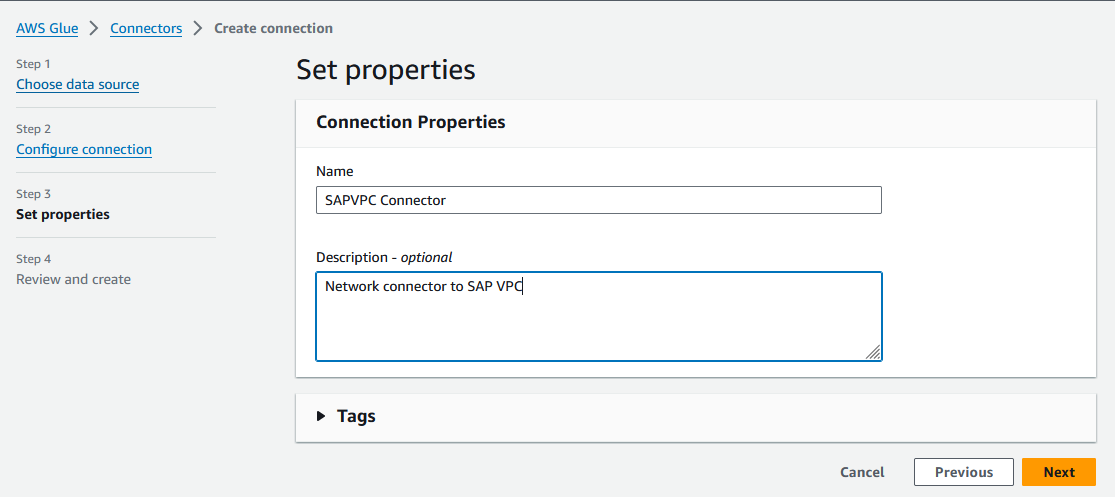 AWS Glue > Connectors > Create connection
Step 1
Choose data source
Step 2
Configure connection
Step 3
Set properties
Step 4
Review and create
Set properties
Connection Properties
Name
SAPVPC Connector
Description - optional
Network connector to SAP VPC
Tags
Cancel Previous Next